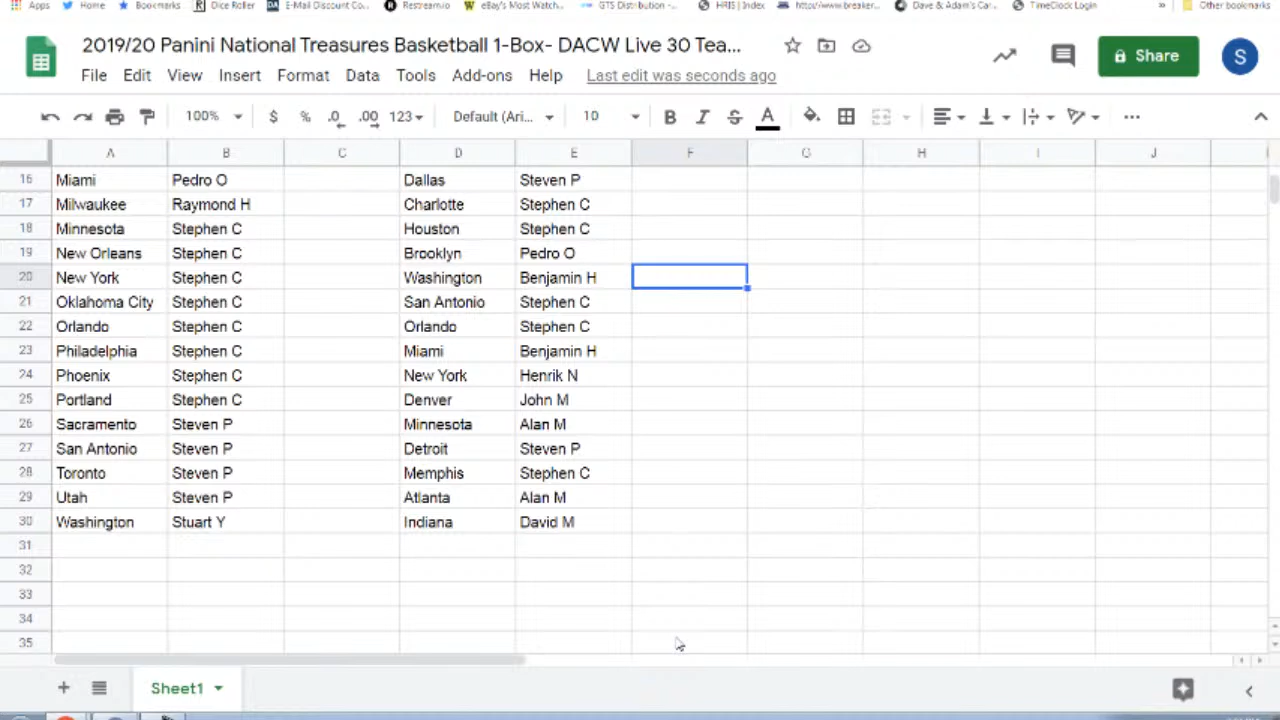 Apps Home Bookmarks Dice Roller E-Mail Discount Co... Restream.io eBay's Most Watch... GTS Distribution -... HRIS | Index http://www.breaker... Dave & Adam's Car... TimeClock Login » Other bookmarks
2019/20 Panini National Treasures Basketball 1-Box- DACW Live 30 Tea...
Share
S
File Edit View Insert Format Data Tools Add-ons Help Last edit was seconds ago
100% $ % .0 .00 123 Default (Ari... 10 B I S A ...
A B C D E F G H I J
16 Miami Pedro O Dallas Steven P
17 Milwaukee Raymond H Charlotte Stephen C
18 Minnesota Stephen C Houston Stephen C
19 New Orleans Stephen C Brooklyn Pedro O
20 New York Stephen C Washington Benjamin H
21 Oklahoma City Stephen C San Antonio Stephen C
22 Orlando Stephen C Orlando Stephen C
23 Philadelphia Stephen C Miami Benjamin H
24 Phoenix Stephen C New York Henrik N
25 Portland Stephen C Denver John M
26 Sacramento Steven P Minnesota Alan M
27 San Antonio Steven P Detroit Steven P
28 Toronto Steven P Memphis Stephen C
29 Utah Steven P Atlanta Alan M
30 Washington Stuart Y Indiana David M
31
32
33
34
35
Sheet1